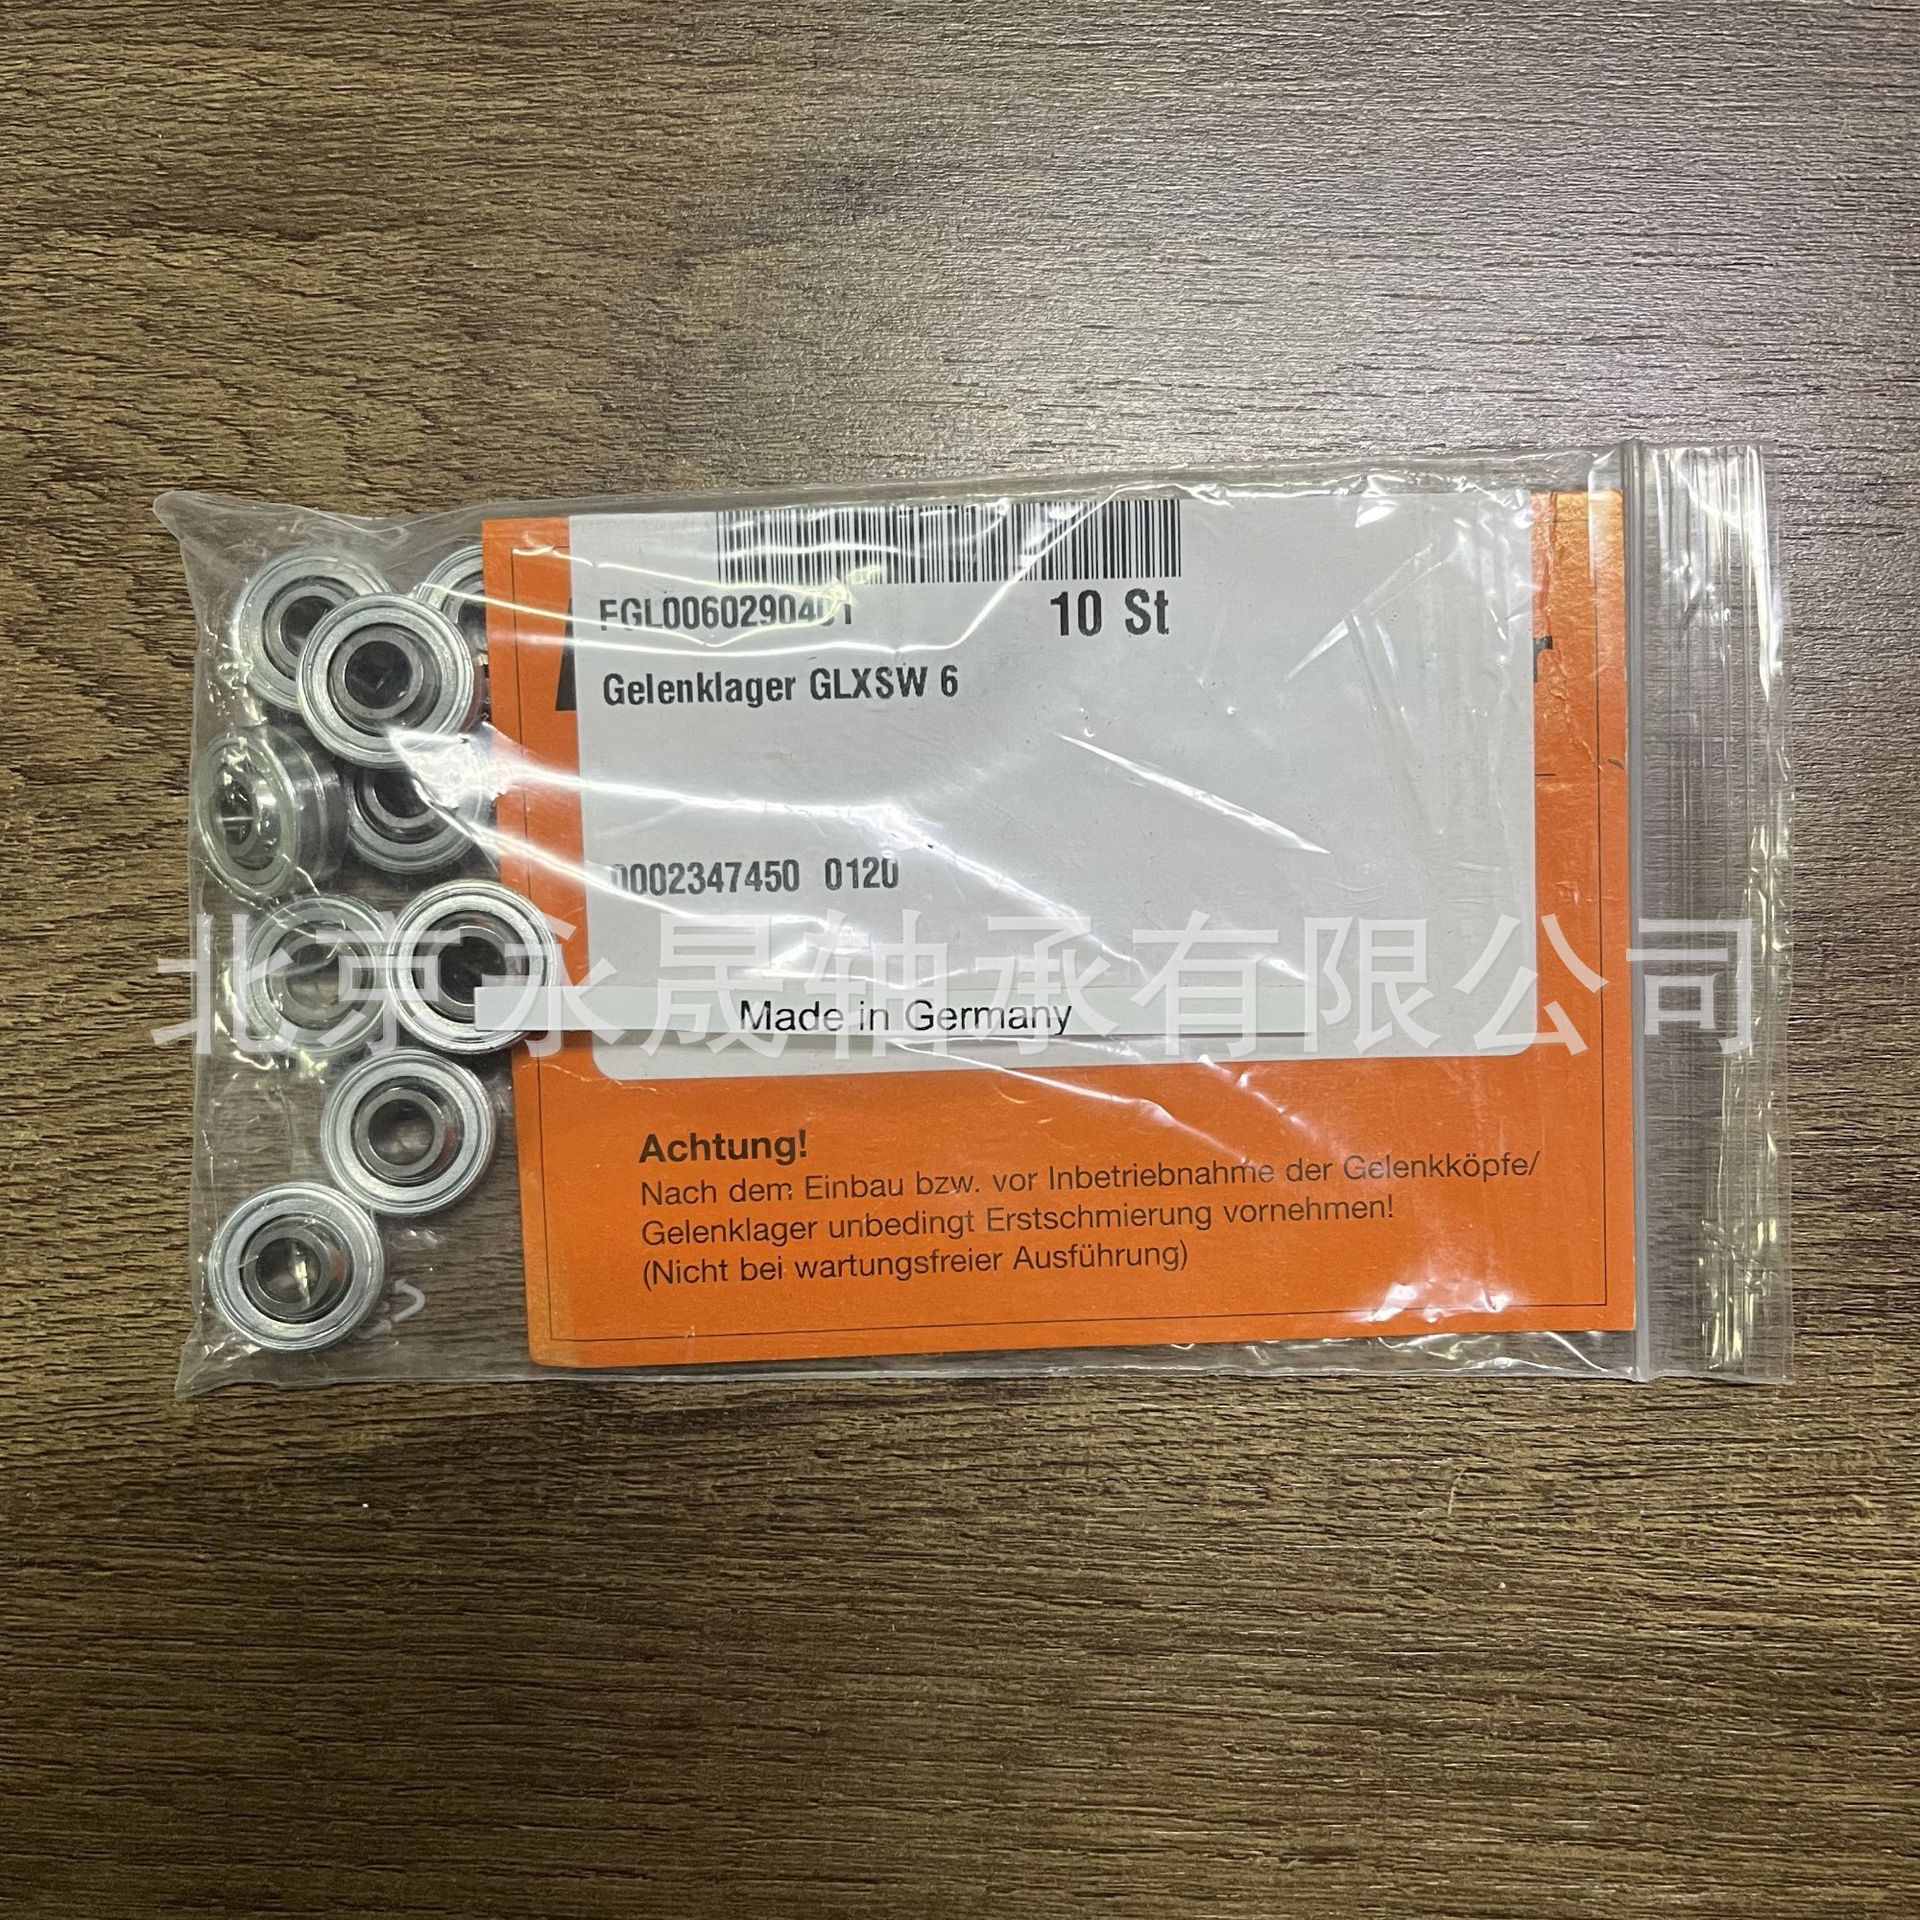 FGL0060290401 10 St
Gelenklager GLXSW 6
0002347450 0120
北京永晟轴承有限公司
Made in Germany
Achtung!
Nach dem Einbau bzw. vor Inbetriebnahme der Gelenkköpfe/
Gelenklager unbedingt Erstschmierung vornehmen!
(Nicht bei wartungsfreier Ausführung)